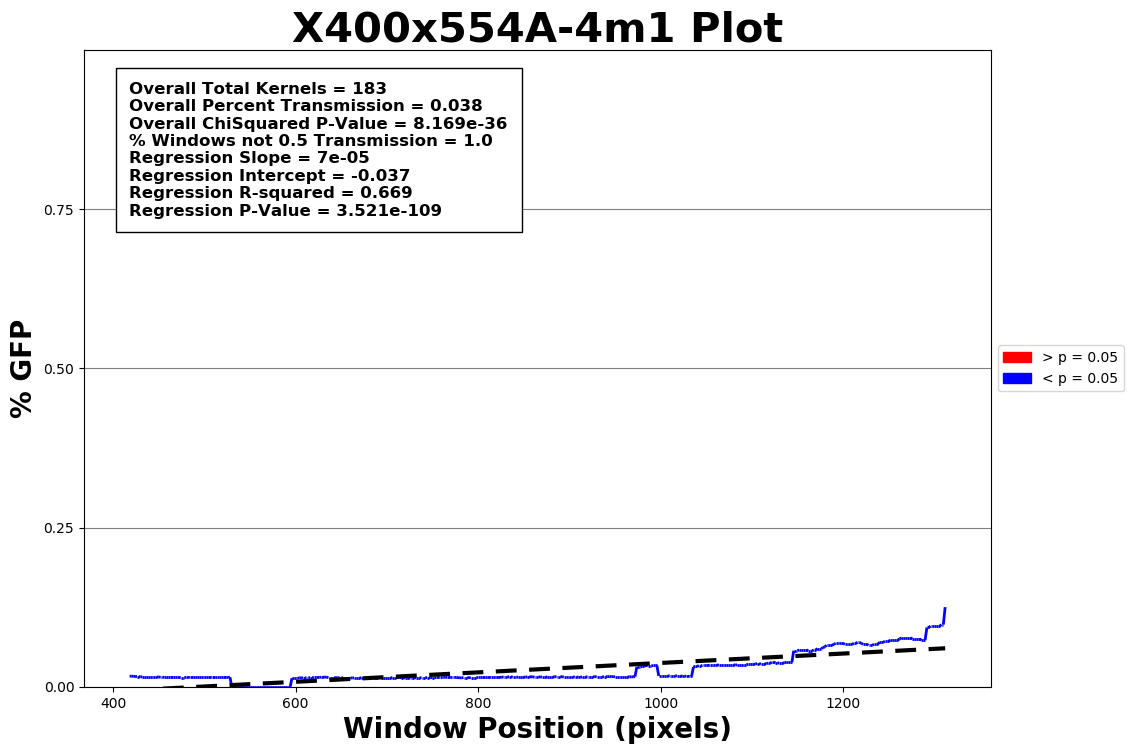 X400x554A-4m1 Plot
Overall Total Kernels = 183
Overall Percent Transmission = 0.038
Overall ChiSquared P-Value = 8.169e-36
% Windows not 0.5 Transmission = 1.0
Regression Slope = 7e-05
Regression Intercept = -0.037
Regression R-squared = 0.669
Regression P-Value = 3.521e-109
% GFP
0.75
0.50
0.25
0.00
400
600
800
1000
1200
Window Position (pixels)
> p = 0.05
< p = 0.05